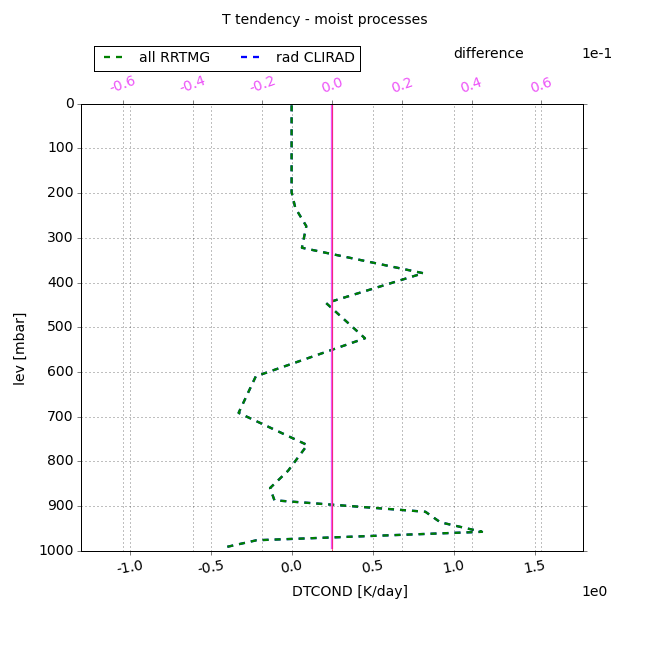 T tendency - moist processes
all RRTMG rad CLIRAD difference 1e-1
-0.6 -0.4 -0.2 0.0 0.2 0.4 0.6
0
100
200
300
400
500
600
700
800
900
1000
lev [mbar]
-1.0 -0.5 0.0 0.5 1.0 1.5
DTCOND [K/day] 1e0